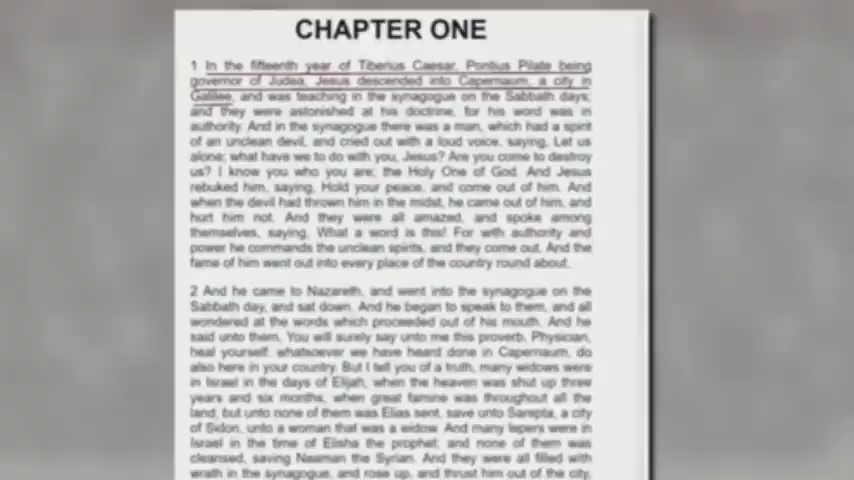 CHAPTER ONE
1 In the fifteenth year of Tiberius Caesar, Pontius Pilate being
governor of Judea, Jesus descended into Capernaum, a city in
Galilee, and was teaching in the synagogue on the Sabbath days;
and they were astonished at his doctrine, for his word was in
authority. And in the synagogue there was a man, which had a spirit
of an unclean devil, and cried out with a loud voice, saying, Let us
alone; what have we to do with you, Jesus? Are you come to destroy
us? I know you who you are; the Holy One of God. And Jesus
rebuked him, saying, Hold your peace, and come out of him. And
when the devil had thrown him in the midst, he came out of him, and
hurt him not. And they were all amazed, and spoke among
themselves, saying, What a word is this! For with authority and
power he commands the unclean spirits, and they come out. And the
fame of him went out into every place of the country round about.
2 And he came to Nazareth, and went into the synagogue on the
Sabbath day, and sat down. And he began to speak to them, and all
wondered at the words which proceeded out of his mouth. And he
said unto them, You will surely say unto me this proverb, Physician,
heal yourself: whatsoever we have heard done in Capernaum, do
also here in your country. But I tell you of a truth, many widows were
in Israel in the days of Elijah, when the heaven was shut up three
years and six months, when great famine was throughout all the
land; but unto none of them was Elias sent, save unto Sarepta, a city
of Sidon, unto a woman that was a widow. And many lepers were in
Israel in the time of Elisha the prophet; and none of them was
cleansed, saving Naaman the Syrian. And they were all filled with
wrath in the synagogue, and rose up, and thrust him out of the city,